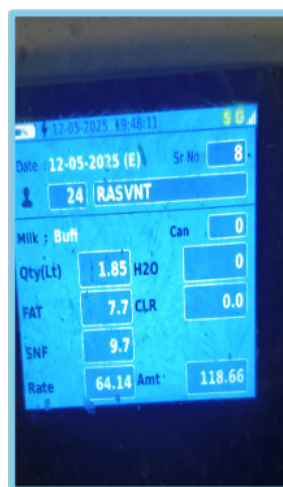 12-05-2025 19:48:11 S G
Date : 12-05-2025 (E) Sr No 8
24 RASVNT
Milk : Buff Can 0
Qty(Lt) 1.85 H2O 0
FAT 7.7 CLR 0.0
SNF 9.7
Rate 64.14 Amt 118.66